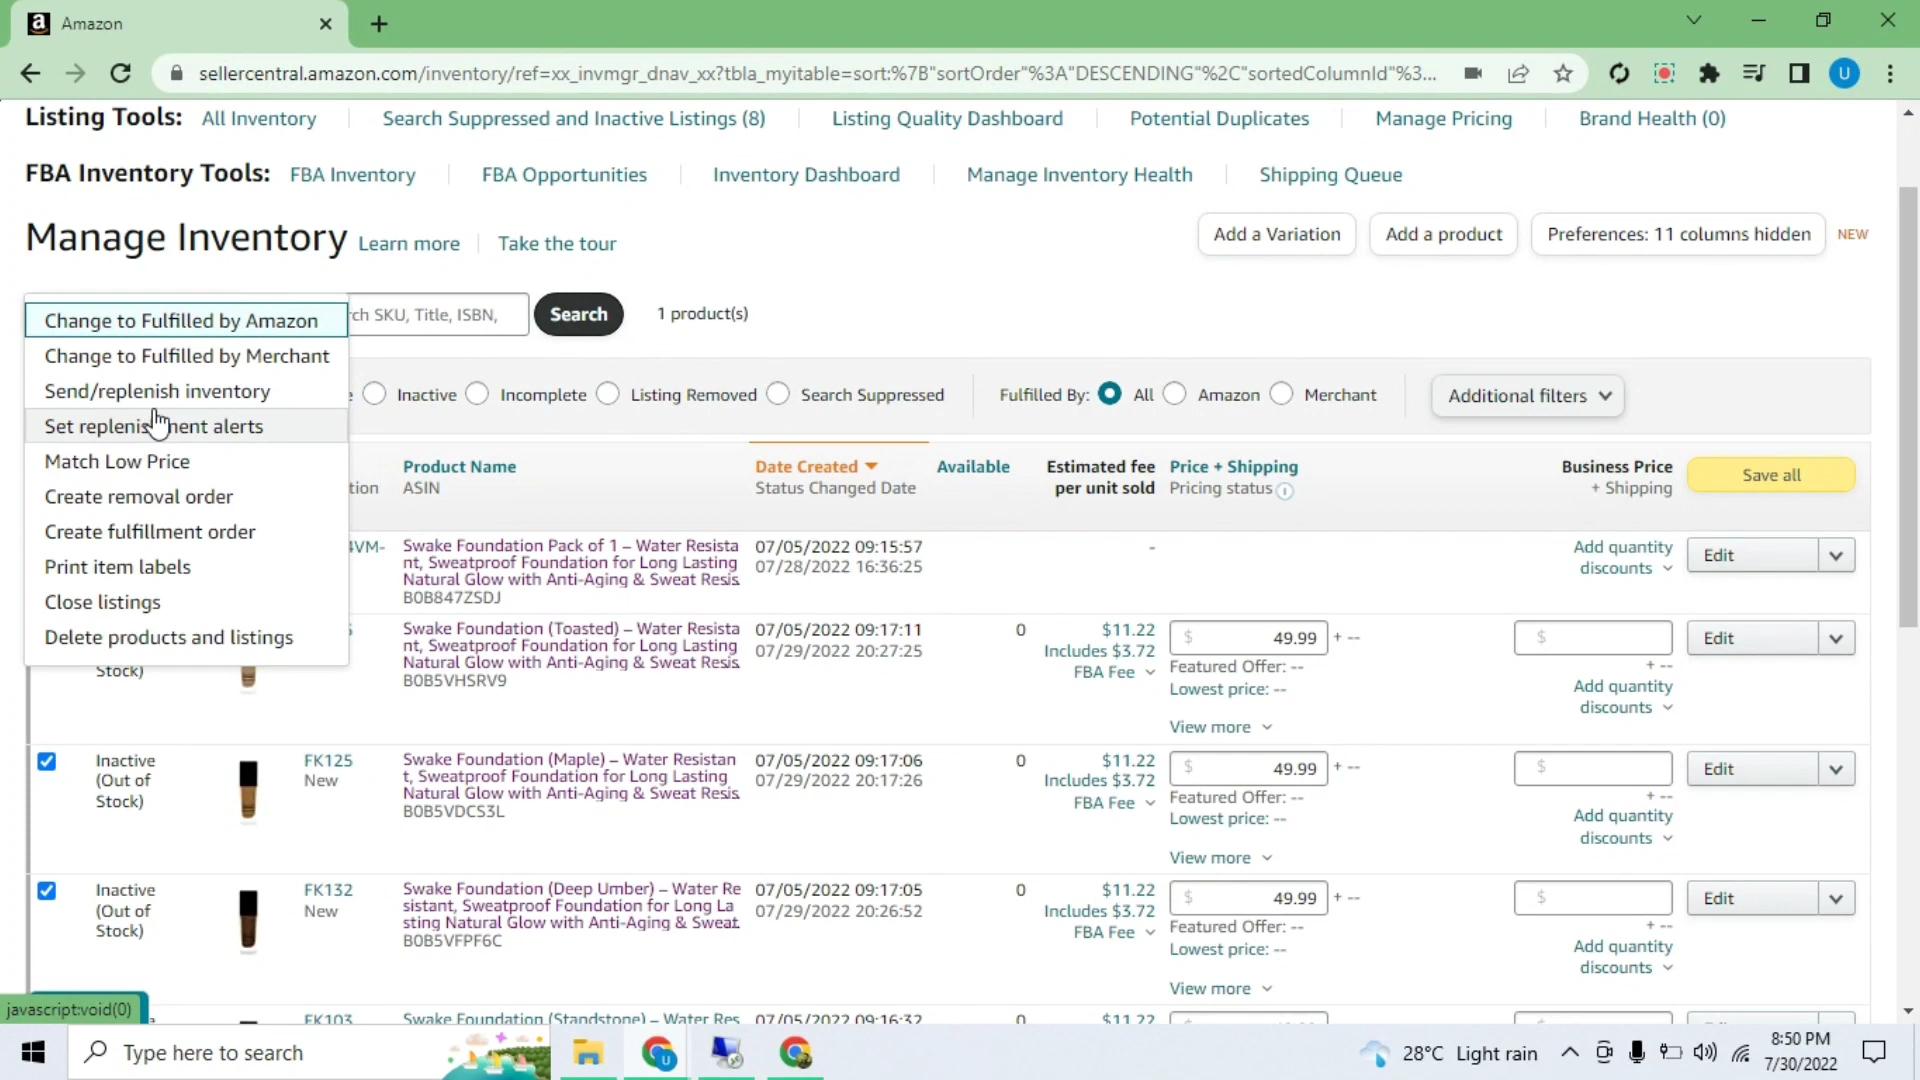 Amazon
sellercentral.amazon.com/inventory/ref=xx_invmgr_dnav_xx?tbla_myitable=sort:%7B"sortOrder"%3A"DESCENDING"%2C"sortedColumnId"%3...
U
Listing Tools: All Inventory Search Suppressed and Inactive Listings (8) Listing Quality Dashboard Potential Duplicates Manage Pricing Brand Health (0)
FBA Inventory Tools: FBA Inventory FBA Opportunities Inventory Dashboard Manage Inventory Health Shipping Queue
Manage Inventory Learn more Take the tour Add a Variation Add a product Preferences: 11 columns hidden NEW
rch SKU, Title, ISBN, Search 1 product(s)
Change to Fulfilled by Amazon
Change to Fulfilled by Merchant
Send/replenish inventory
Set replenishment alerts
Match Low Price
Create removal order
Create fulfillment order
Print item labels
Close listings
Delete products and listings
e Inactive Incomplete Listing Removed Search Suppressed Fulfilled By: All Amazon Merchant Additional filters
Product Name Date Created Available Estimated fee Price + Shipping Business Price Save all
tion ASIN Status Changed Date per unit sold Pricing status + Shipping
4VM- Swake Foundation Pack of 1 – Water Resista 07/05/2022 09:15:57 - Add quantity Edit
nt, Sweatproof Foundation for Long Lasting 07/28/2022 16:36:25 discounts
Natural Glow with Anti-Aging & Sweat Resis
B0B847ZSDJ
Swake Foundation (Toasted) – Water Resista 07/05/2022 09:17:11 0 $11.22 $ 49.99 + -- $ Edit
nt, Sweatproof Foundation for Long Lasting 07/29/2022 20:27:25 Includes $3.72
Natural Glow with Anti-Aging & Sweat Resis Featured Offer: -- + --
Stock) B0B5VHSRV9 FBA Fee Lowest price: -- Add quantity
discounts
View more
Inactive FK125 Swake Foundation (Maple) – Water Resistan 07/05/2022 09:17:06 0 $11.22 $ 49.99 + -- $ Edit
(Out of New t, Sweatproof Foundation for Long Lasting 07/29/2022 20:17:26 Includes $3.72
Stock) Natural Glow with Anti-Aging & Sweat Resis FBA Fee Featured Offer: -- + --
B0B5VDCS3L Lowest price: -- Add quantity
discounts
View more
Inactive FK132 Swake Foundation (Deep Umber) – Water Re 07/05/2022 09:17:05 0 $11.22 $ 49.99 + -- $ Edit
(Out of New sistant, Sweatproof Foundation for Long La 07/29/2022 20:26:52 Includes $3.72
Stock) sting Natural Glow with Anti-Aging & Sweat FBA Fee Featured Offer: -- + --
B0B5VFPF6C Lowest price: -- Add quantity
discounts
View more
javascript:void(0) FK103 Swake Foundation (Standstone) – Water Res 07/05/2022 09:16:32 0 $11.22
Type here to search 28°C Light rain 8:50 PM
7/30/2022